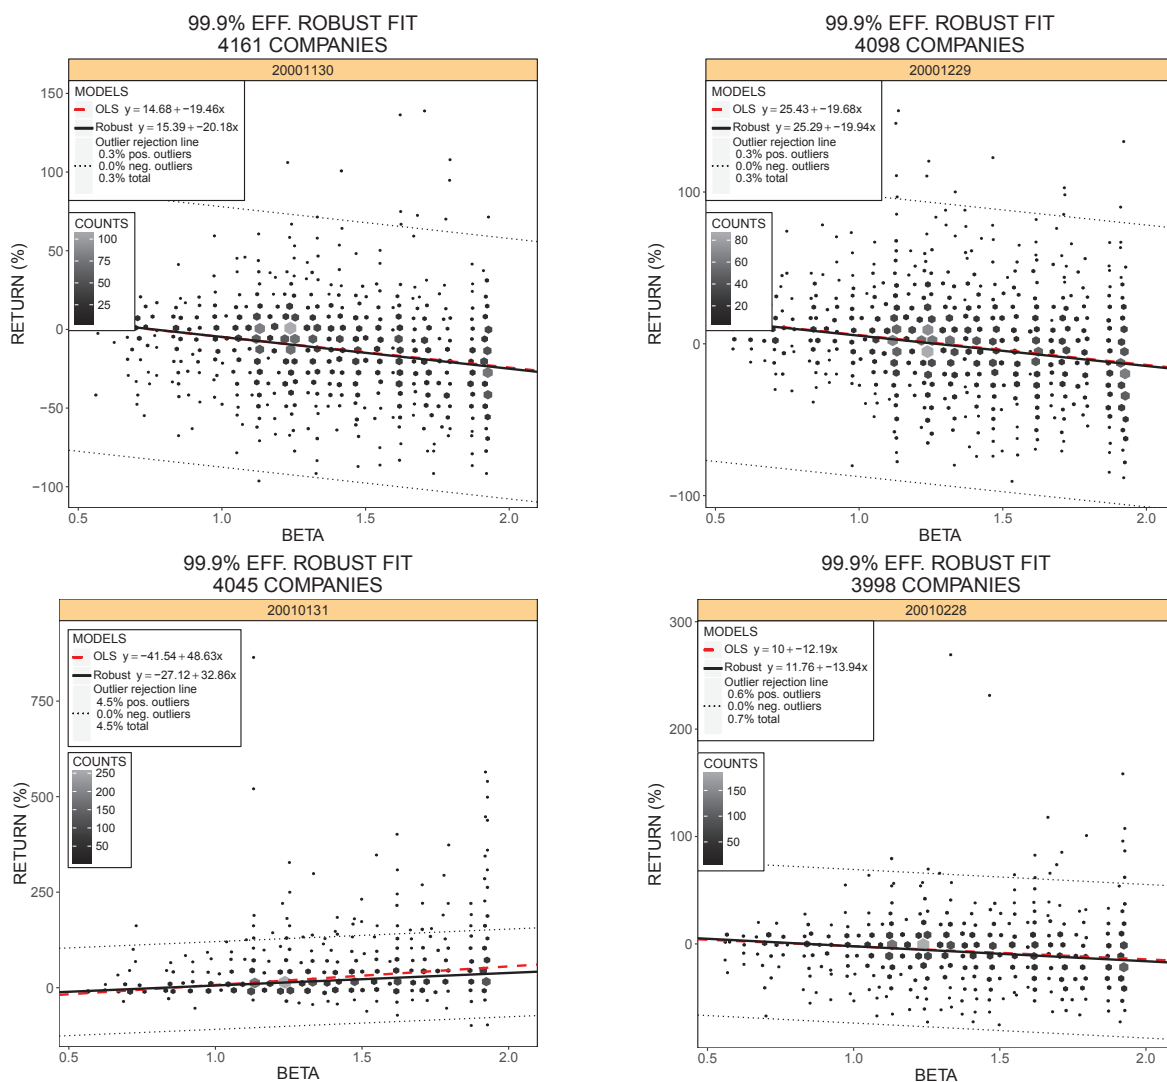 99.9% EFF. ROBUST FIT
4161 COMPANIES
20001130
MODELS
OLS y = 14.68 + −19.46x
Robust y = 15.39 + −20.18x
Outlier rejection line
0.3% pos. outliers
0.0% neg. outliers
0.3% total
COUNTS
100
75
50
25
RETURN (%)
150
100
50
0
−50
−100
0.5 1.0 1.5 2.0
BETA
99.9% EFF. ROBUST FIT
4098 COMPANIES
20001229
MODELS
OLS y = 25.43 + −19.68x
Robust y = 25.29 + −19.94x
Outlier rejection line
0.3% pos. outliers
0.0% neg. outliers
0.3% total
COUNTS
80
60
40
20
RETURN (%)
100
0
−100
0.5 1.0 1.5 2.0
BETA
99.9% EFF. ROBUST FIT
4045 COMPANIES
20010131
MODELS
OLS y = −41.54 + 48.63x
Robust y = −27.12 + 32.86x
Outlier rejection line
4.5% pos. outliers
0.0% neg. outliers
4.5% total
COUNTS
250
200
150
100
50
RETURN (%)
750
500
250
0
0.5 1.0 1.5 2.0
BETA
99.9% EFF. ROBUST FIT
3998 COMPANIES
20010228
MODELS
OLS y = 10 + −12.19x
Robust y = 11.76 + −13.94x
Outlier rejection line
0.6% pos. outliers
0.0% neg. outliers
0.7% total
COUNTS
150
100
50
RETURN (%)
300
200
100
0
0.5 1.0 1.5 2.0
BETA